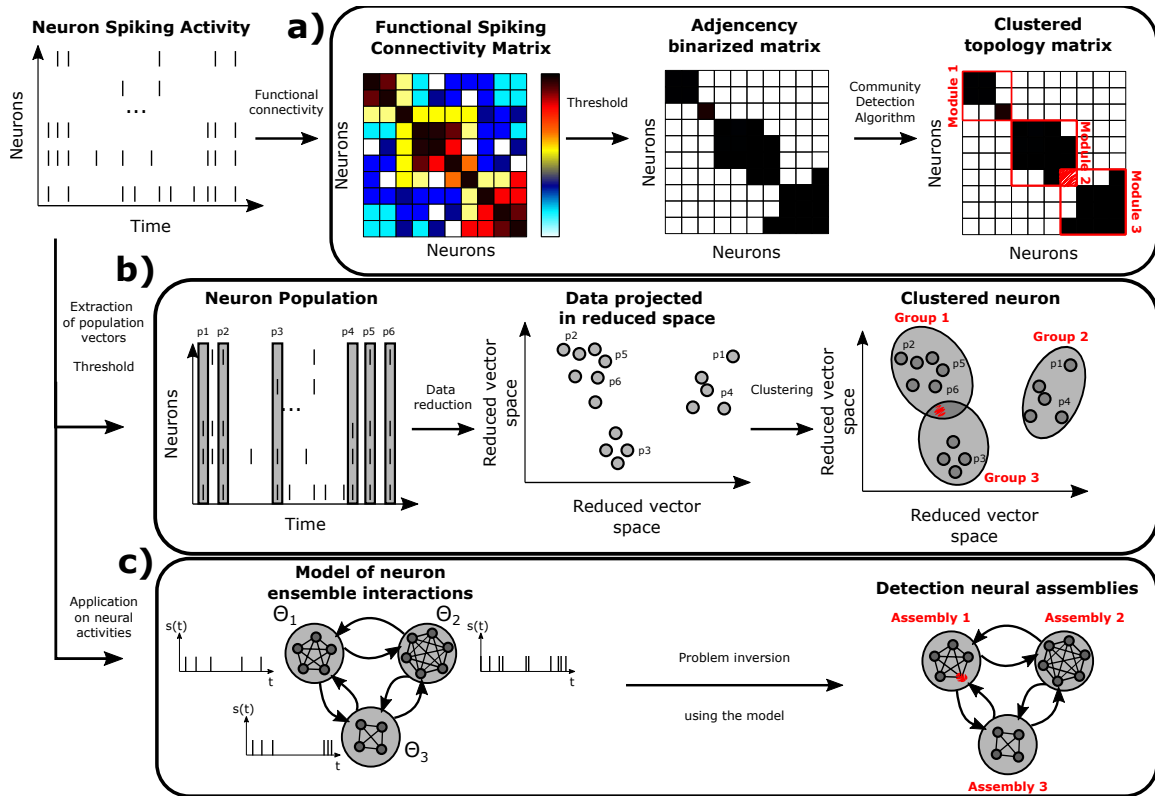 Neuron Spiking Activity
Neurons
...
Time
Functional
connectivity
a)
Functional Spiking
Connectivity Matrix
Neurons
Neurons
Threshold
Adjencency
binarized matrix
Neurons
Neurons
Community
Detection
Algorithm
Clustered
topology matrix
Module 1
Module 2
Module 3
Neurons
Neurons
b)
Extraction
of population
vectors
Threshold
Neuron Population
p1 p2 p3 p4 p5 p6
Neurons
...
Time
Data
reduction
Data projected
in reduced space
p2
p5
p6
p1
p4
p3
Reduced vector
space
Reduced vector
space
Clustering
Clustered neuron
Group 1
Group 2
p2
p5
p6
p1
p4
p3
Group 3
Reduced vector
space
Reduced vector
space
c)
Application
on neural
activities
Model of neuron
ensemble interactions
Θ1
Θ2
Θ3
s(t)
t
s(t)
t
s(t)
t
Problem inversion
using the model
Detection neural assemblies
Assembly 1
Assembly 2
Assembly 3